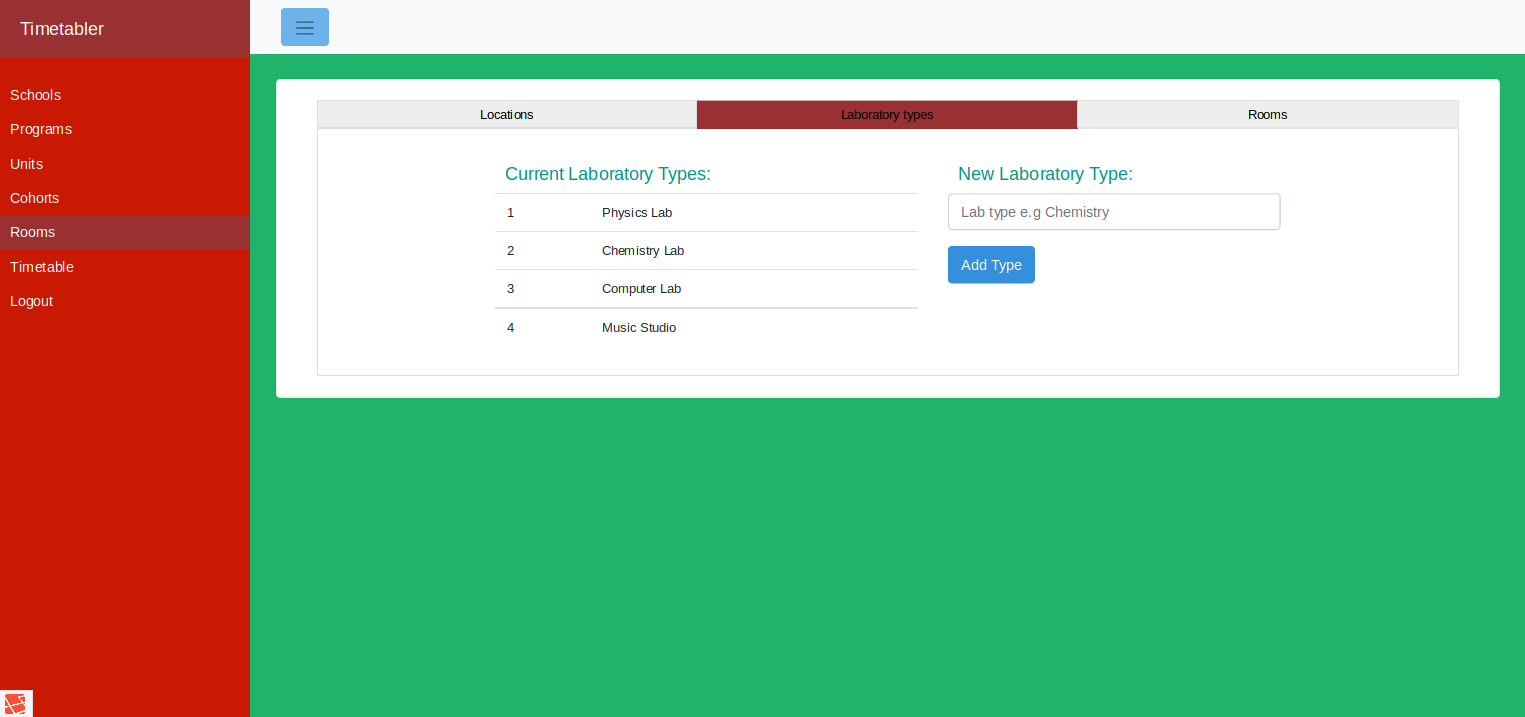 Timetabler
Schools
Programs
Units
Cohorts
Rooms
Timetable
Logout
Locations
Laboratory types
Rooms
Current Laboratory Types:
1 Physics Lab
2 Chemistry Lab
3 Computer Lab
4 Music Studio
New Laboratory Type:
Lab type e.g Chemistry
Add Type